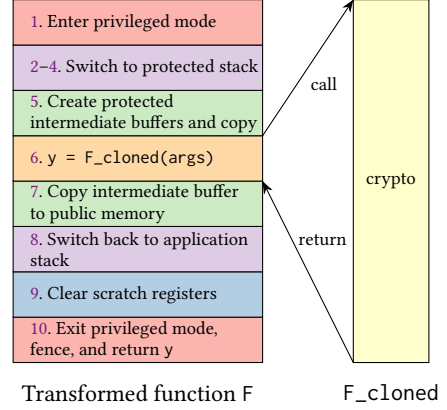 1. Enter privileged mode
2–4. Switch to protected stack
5. Create protected
intermediate buffers and copy
6. y = F_cloned(args)
7. Copy intermediate buffer
to public memory
8. Switch back to application
stack
9. Clear scratch registers
10. Exit privileged mode,
fence, and return y
call
return
crypto
Transformed function F
F_cloned